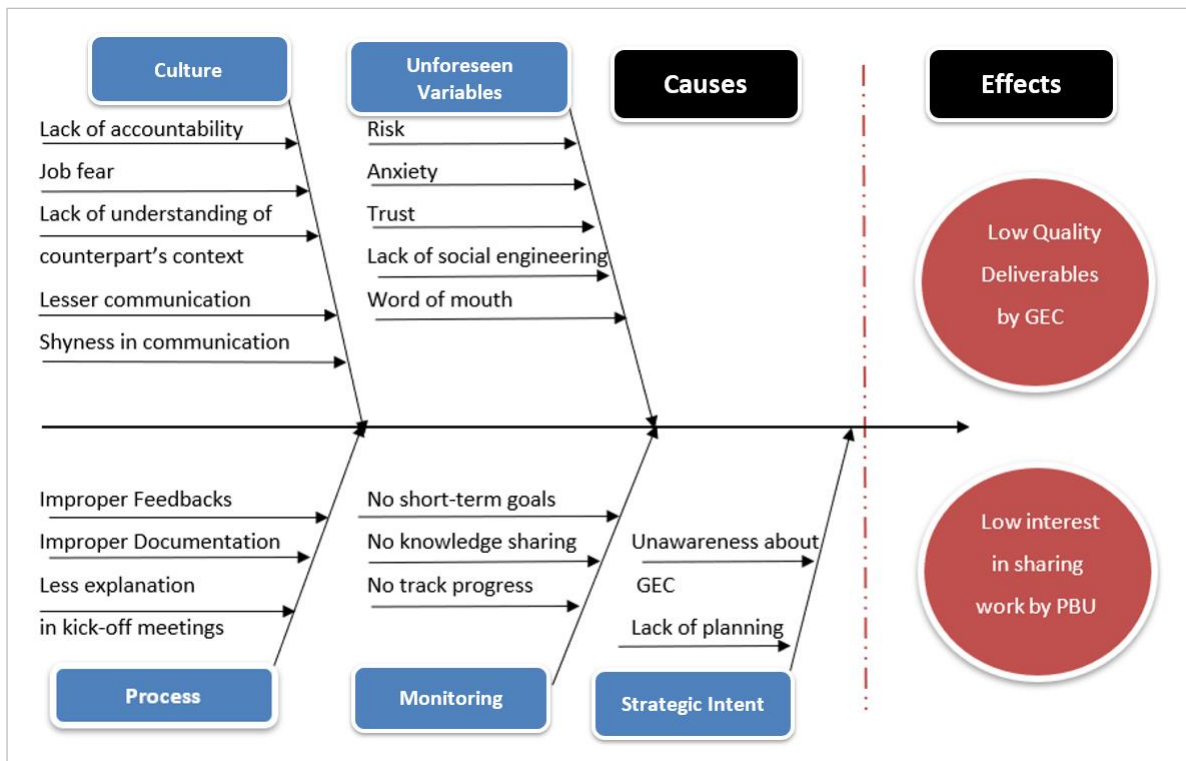 Culture
Unforeseen
Variables
Causes
Effects
Lack of accountability
Job fear
Lack of understanding of
counterpart's context
Lesser communication
Shyness in communication
Risk
Anxiety
Trust
Lack of social engineering
Word of mouth
Low Quality
Deliverables
by GEC
Improper Feedbacks
Improper Documentation
Less explanation
in kick-off meetings
No short-term goals
No knowledge sharing
No track progress
Unawareness about
GEC
Lack of planning
Low interest
in sharing
work by PBU
Process
Monitoring
Strategic Intent